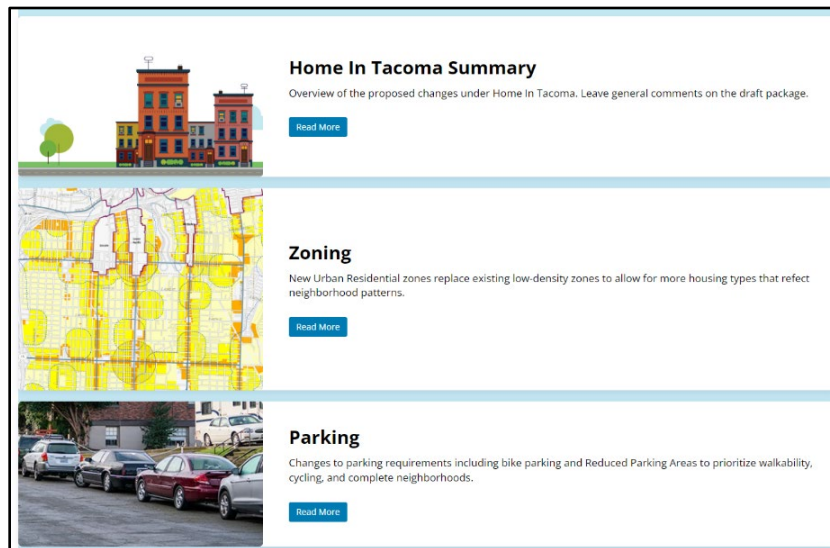 Home In Tacoma Summary
Overview of the proposed changes under Home In Tacoma. Leave general comments on the draft package.
Read More
Zoning
New Urban Residential zones replace existing low-density zones to allow for more housing types that refect
neighborhood patterns.
Read More
Parking
Changes to parking requirements including bike parking and Reduced Parking Areas to prioritize walkability,
cycling, and complete neighborhoods.
Read More